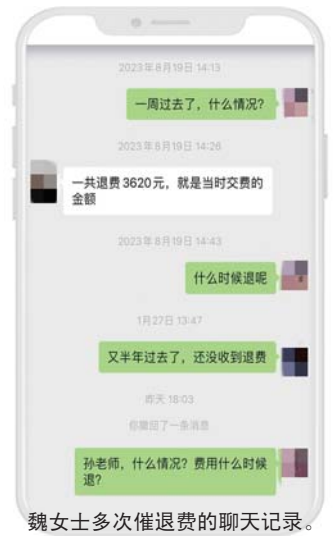 2023年8月19日 14:13
一周过去了，什么情况？
2023年8月19日 14:26
一共退费3620元，就是当时交费的
金额
2023年8月19日 14:43
什么时候退呢
1月27日 13:47
又半年过去了，还没收到退费
昨天 18:03
你撤回了一条消息
孙老师，什么情况？费用什么时候
退？
魏女士多次催退费的聊天记录。